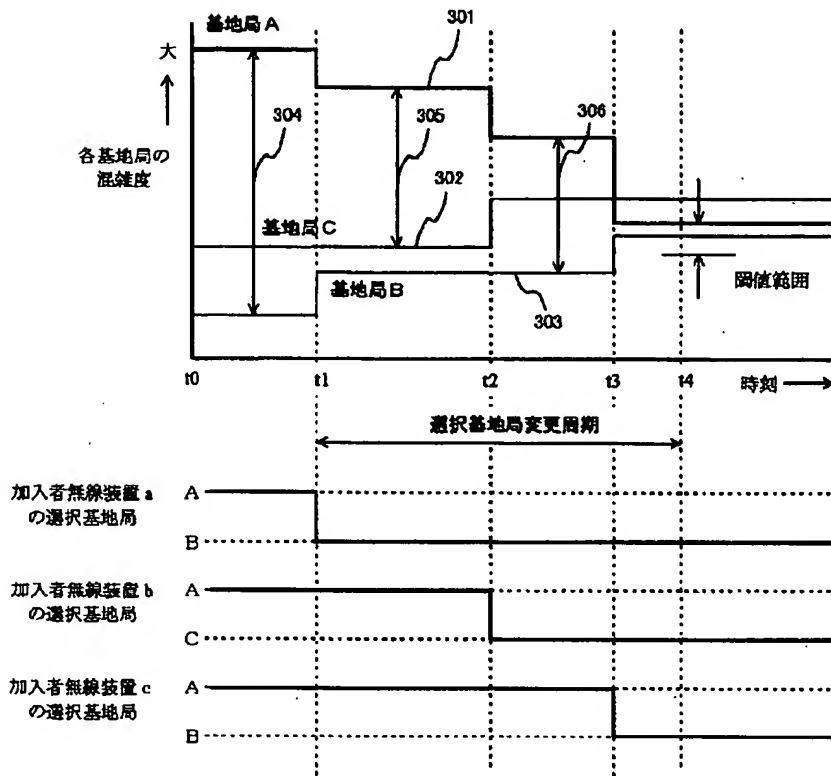 基地局A
301
大
304
305
306
各基地局の
混雑度
302
基地局C
基地局B
303
閾値範囲
t0
t1
t2
t3
t4
時刻
選択基地局変更周期
加入者無線装置 a
の選択基地局
A
B
加入者無線装置 b
の選択基地局
A
C
加入者無線装置 c
の選択基地局
A
B